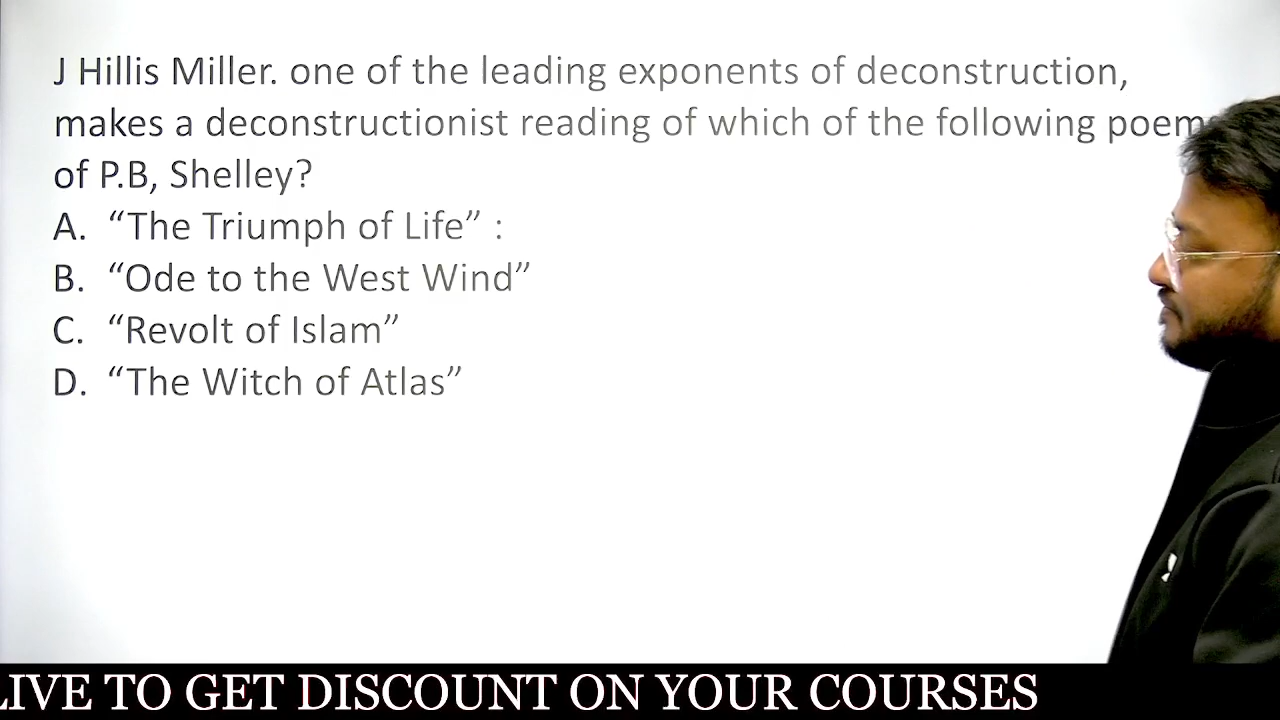 J Hillis Miller. one of the leading exponents of deconstruction,
makes a deconstructionist reading of which of the following poem
of P.B, Shelley?
A. “The Triumph of Life” :
B. “Ode to the West Wind”
C. “Revolt of Islam”
D. “The Witch of Atlas”
LIVE TO GET DISCOUNT ON YOUR COURSES